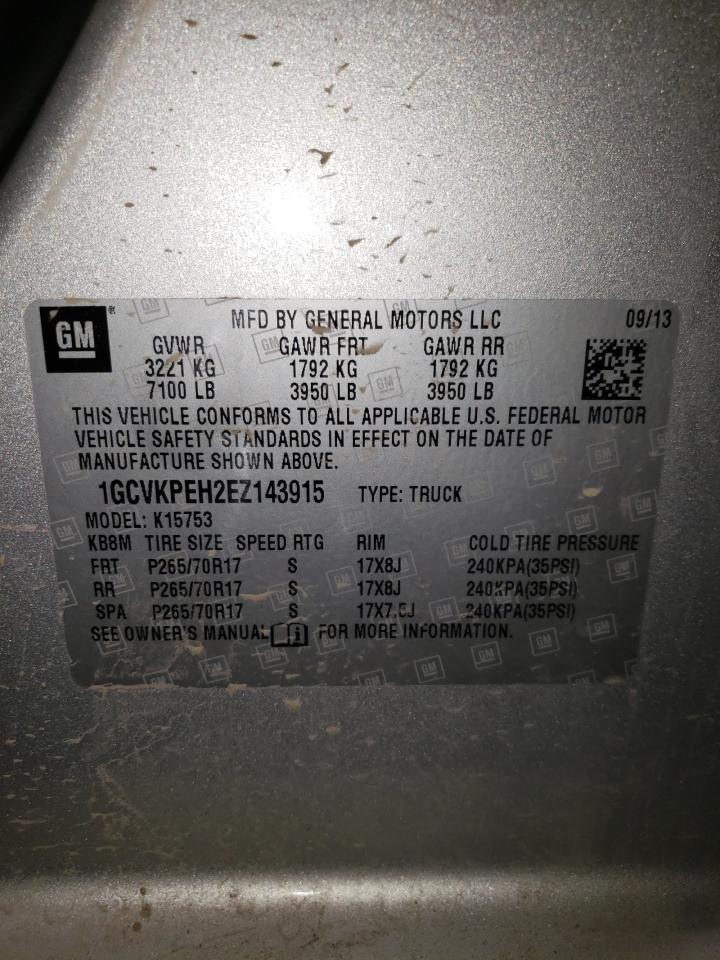 GM ® MFD BY GENERAL MOTORS LLC 09/13
GVWR GAWR FRT GAWR RR
3221 KG 1792 KG 1792 KG
7100 LB 3950 LB 3950 LB
THIS VEHICLE CONFORMS TO ALL APPLICABLE U.S. FEDERAL MOTOR
VEHICLE SAFETY STANDARDS IN EFFECT ON THE DATE OF
MANUFACTURE SHOWN ABOVE.
1GCVKPEH2EZ143915 TYPE: TRUCK
MODEL: K15753
KB8M TIRE SIZE SPEED RTG RIM COLD TIRE PRESSURE
FRT P265/70R17 S 17X8J 240KPA(35PSI)
RR P265/70R17 S 17X8J 240KPA(35PSI)
SPA P265/70R17 S 17X7.5J 240KPA(35PSI)
SEE OWNER'S MANUAL i FOR MORE INFORMATION.